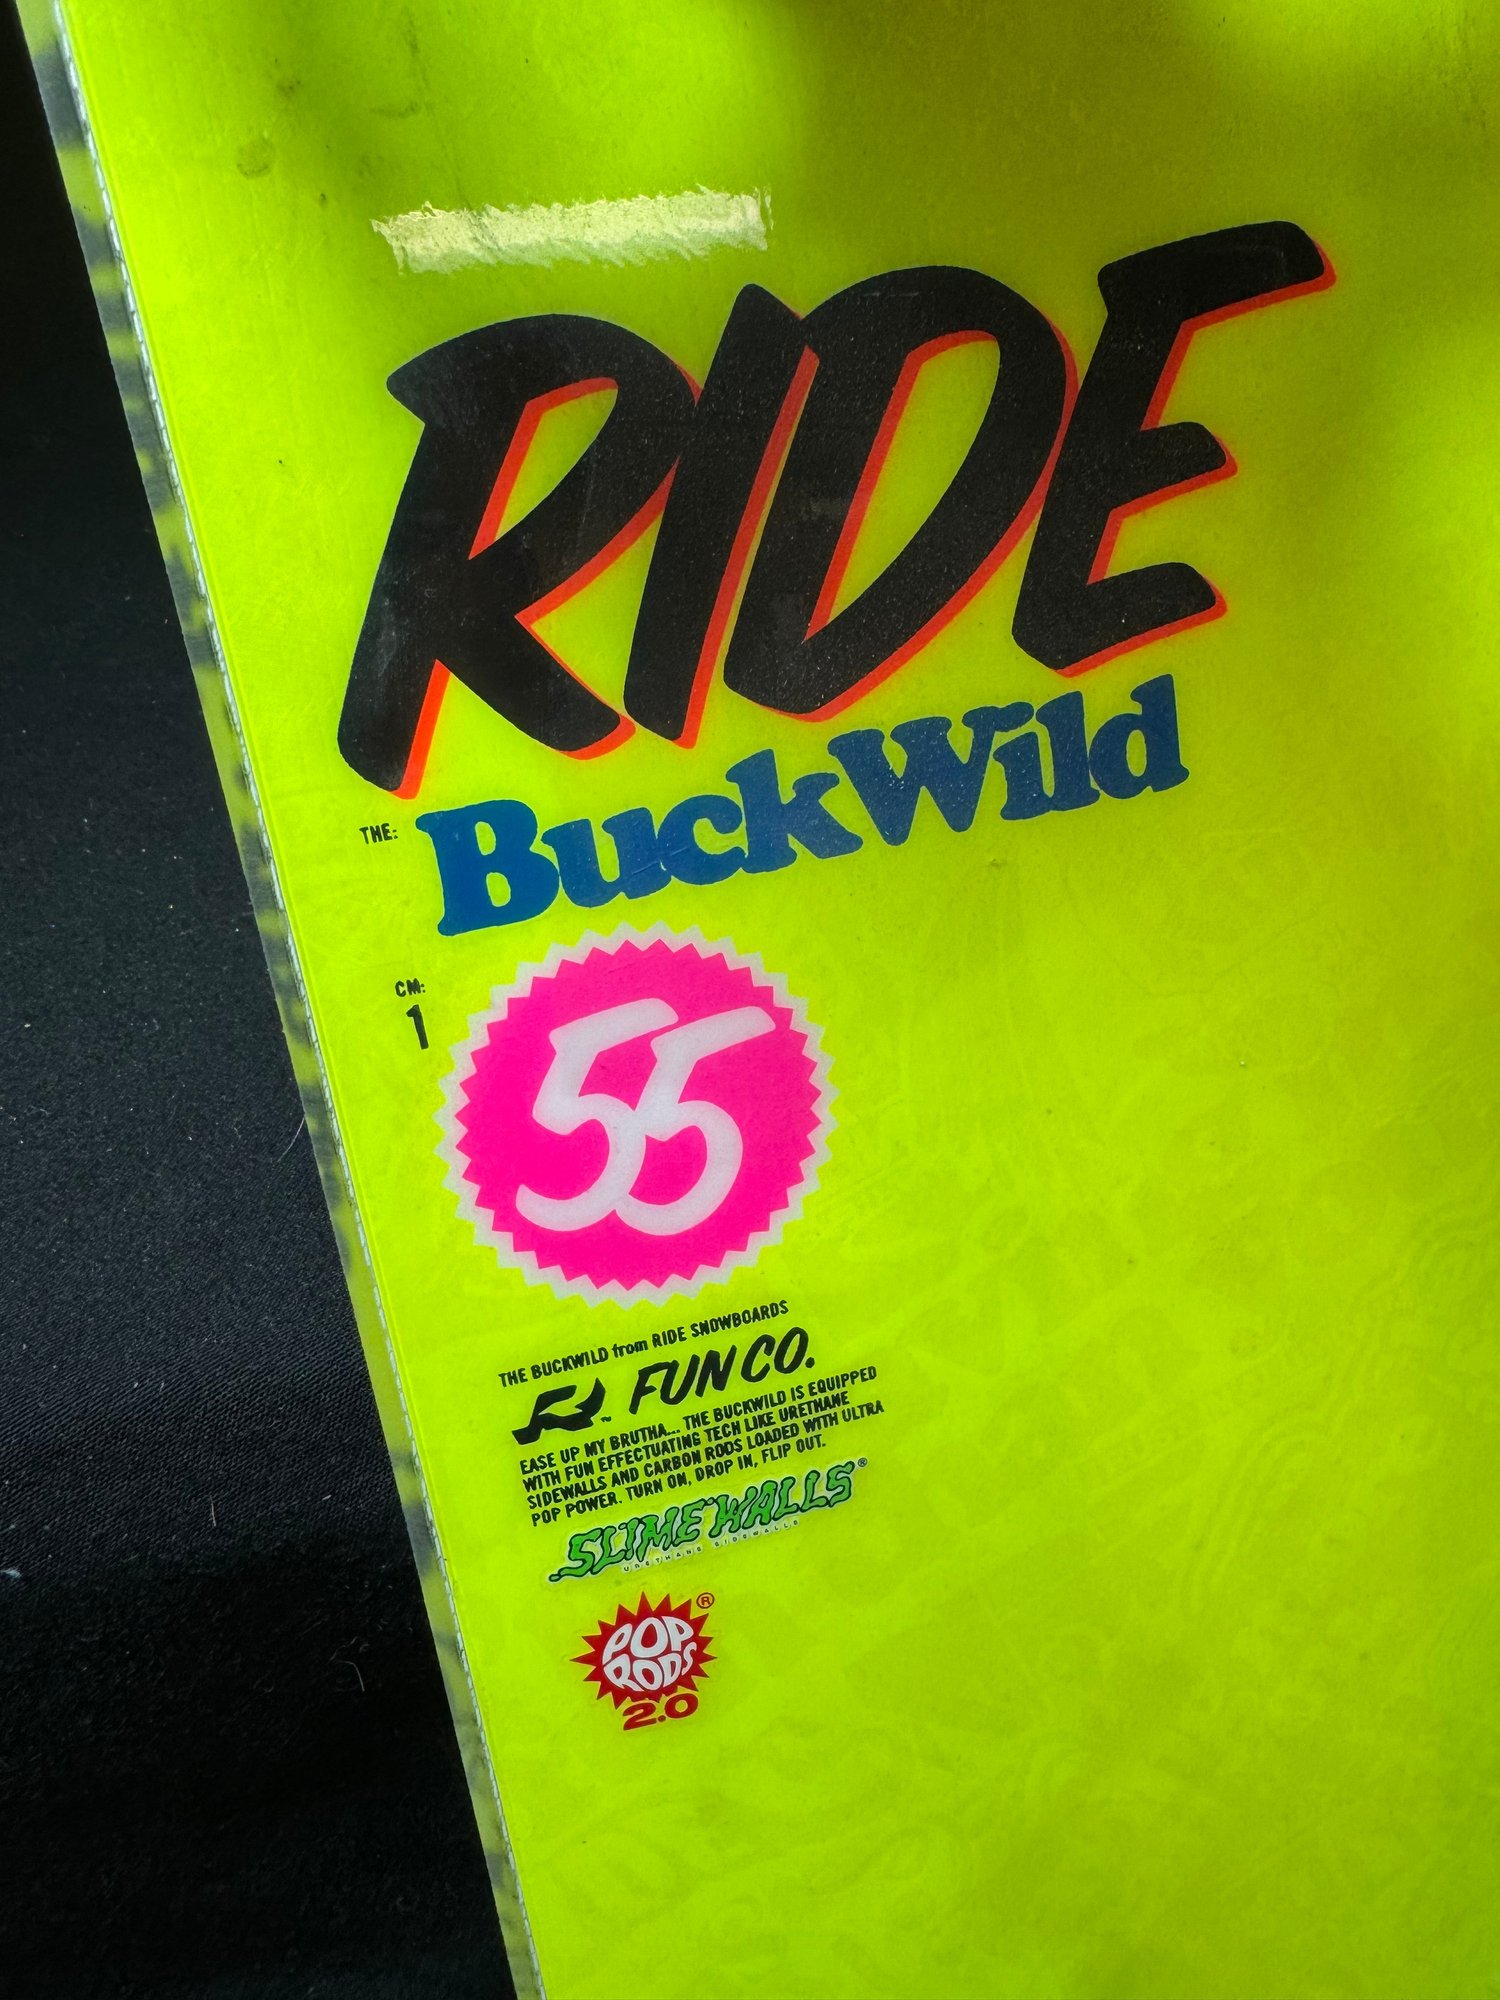 RIDE
THE: BuckWild
CM:
1 55
THE BUCKWILD from RIDE SNOWBOARDS
FUN CO.
EASE UP MY BRUTHA.... THE BUCKWILD IS EQUIPPED
WITH FUN EFFECTUATING TECH LIKE URETHANE
SIDEWALLS AND CARBON RODS LOADED WITH ULTRA
POP POWER. TURN ON, DROP IN, FLIP OUT.
SLIMEWALLS®
URETHANE SIDEWALLS
POP ®
RODS
2.0